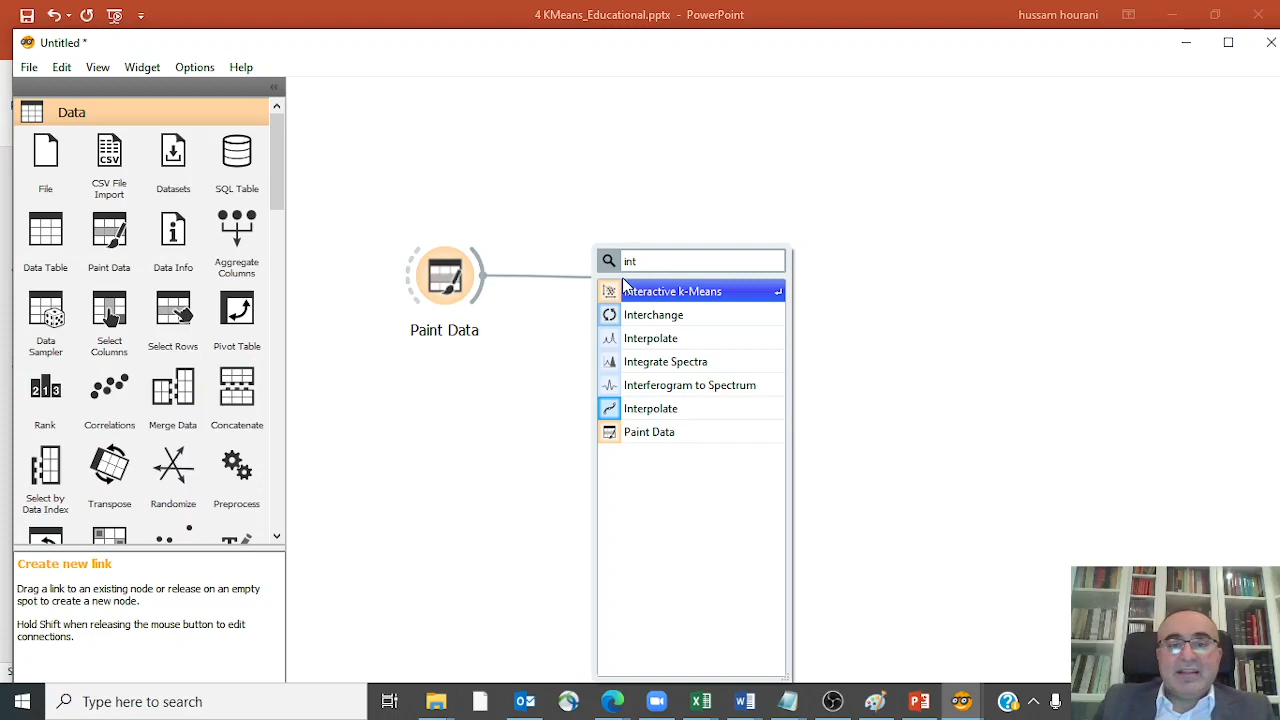 4 KMeans_Educational.pptx - PowerPoint
hussam hourani
Untitled *
File Edit View Widget Options Help
Data
File
CSV File Import
Datasets
SQL Table
Data Table
Paint Data
Data Info
Aggregate Columns
Data Sampler
Select Columns
Select Rows
Pivot Table
Rank
Correlations
Merge Data
Concatenate
Select by Data Index
Transpose
Randomize
Preprocess
Create new link
Drag a link to an existing node or release on an empty
spot to create a new node.
Hold Shift when releasing the mouse button to edit
connections.
Paint Data
int
Interactive k-Means
Interchange
Interpolate
Integrate Spectra
Interferogram to Spectrum
Interpolate
Paint Data
Type here to search